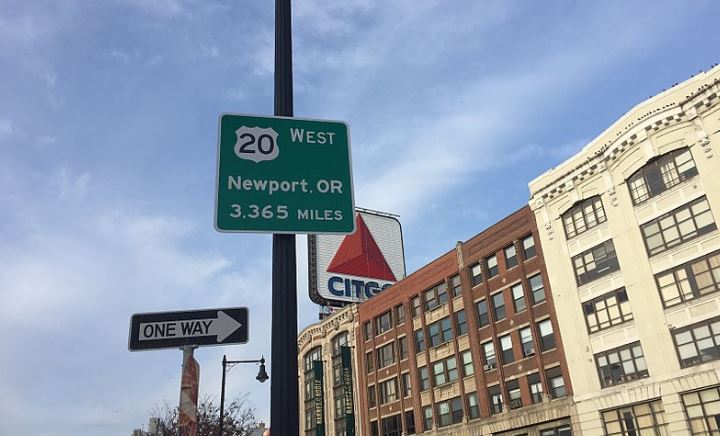 20 WEST
NEWPORT, OR
3,365 MILES
CITGO
ONE WAY